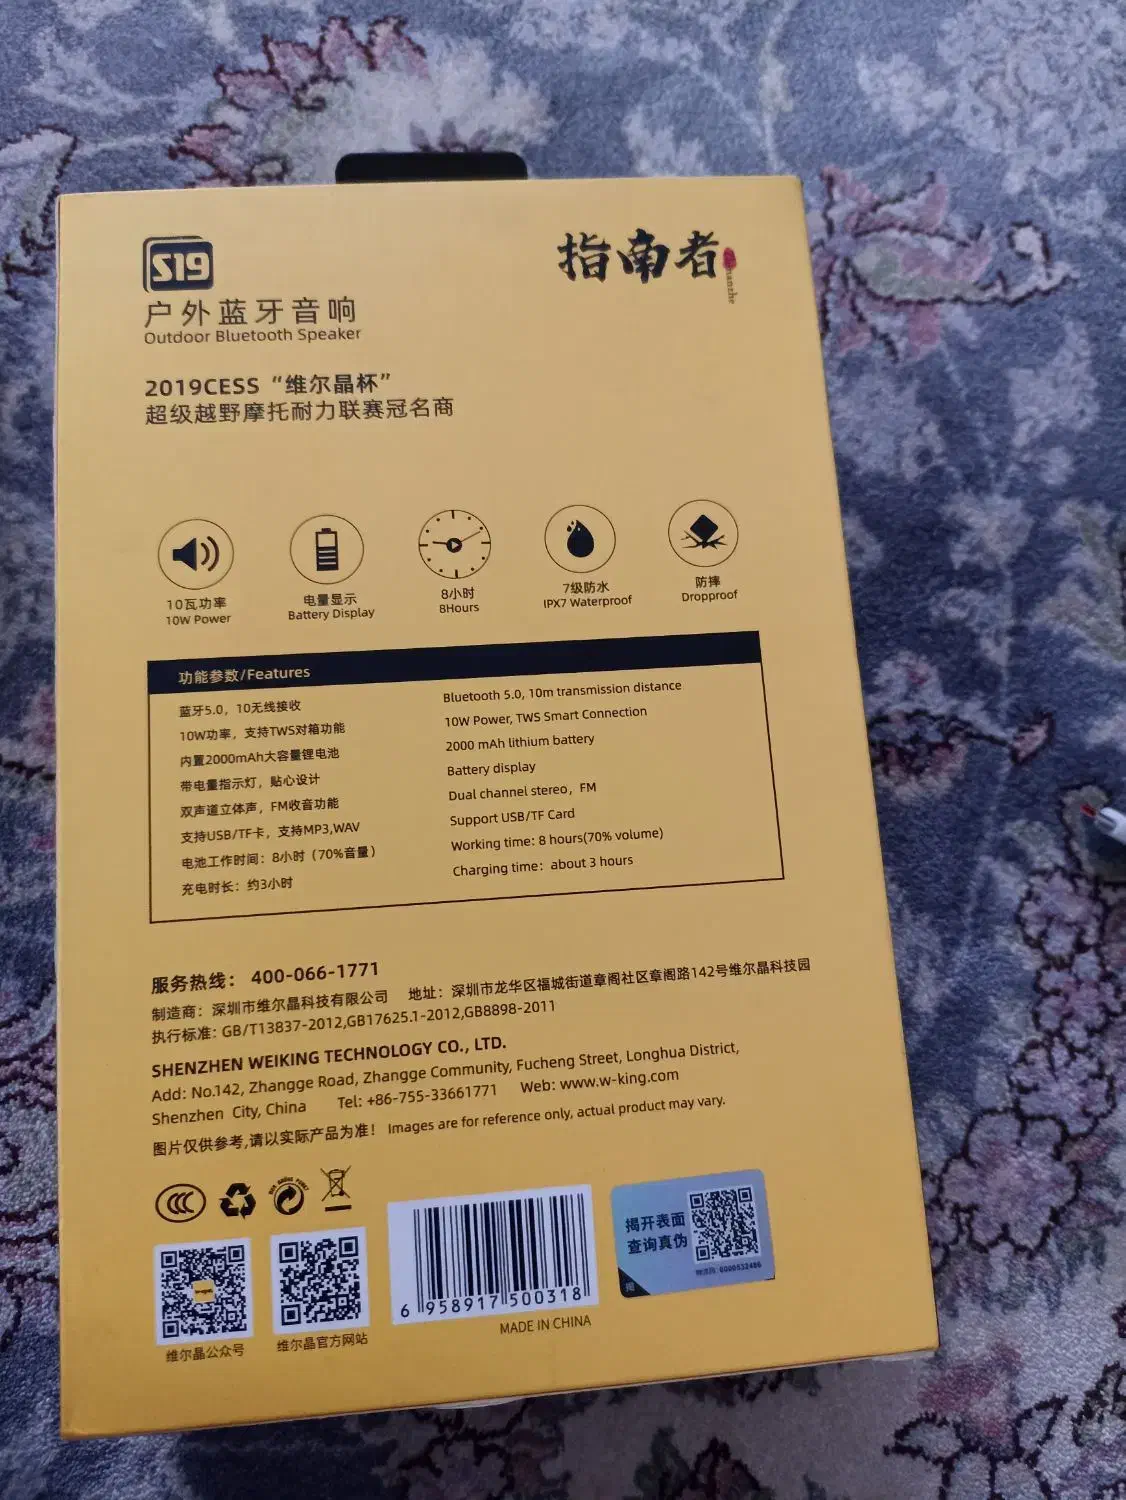 S19
指南者
户外蓝牙音响
Outdoor Bluetooth Speaker
2019CESS“维尔晶杯”
超级越野摩托耐力联赛冠名商
10瓦功率
10W Power
电量显示
Battery Display
8小时
8Hours
7级防水
IPX7 Waterproof
防摔
Dropproof
功能参数/Features
蓝牙5.0，10无线接收
10W功率，支持TWS对箱功能
内置2000mAh大容量锂电池
带电量指示灯，贴心设计
双声道立体声，FM收音功能
支持USB/TF卡，支持MP3,WAV
电池工作时间：8小时（70%音量）
充电时长：约3小时
Bluetooth 5.0, 10m transmission distance
10W Power, TWS Smart Connection
2000 mAh lithium battery
Battery display
Dual channel stereo，FM
Support USB/TF Card
Working time: 8 hours(70% volume)
Charging time：about 3 hours
服务热线： 400-066-1771
制造商：深圳市维尔晶科技有限公司 地址：深圳市龙华区福城街道章阁社区章阁路142号维尔晶科技园
执行标准: GB/T13837-2012,GB17625.1-2012,GB8898-2011
SHENZHEN WEIKING TECHNOLOGY CO., LTD.
Add: No.142, Zhangge Road, Zhangge Community, Fucheng Street, Longhua District,
Shenzhen City, China Tel: +86-755-33661771 Web: www.w-king.com
图片仅供参考,请以实际产品为准！ Images are for reference only, actual product may vary.
维尔晶公众号
维尔晶官方网站
6 958917 500318
MADE IN CHINA
揭开表面
查询真伪
揭